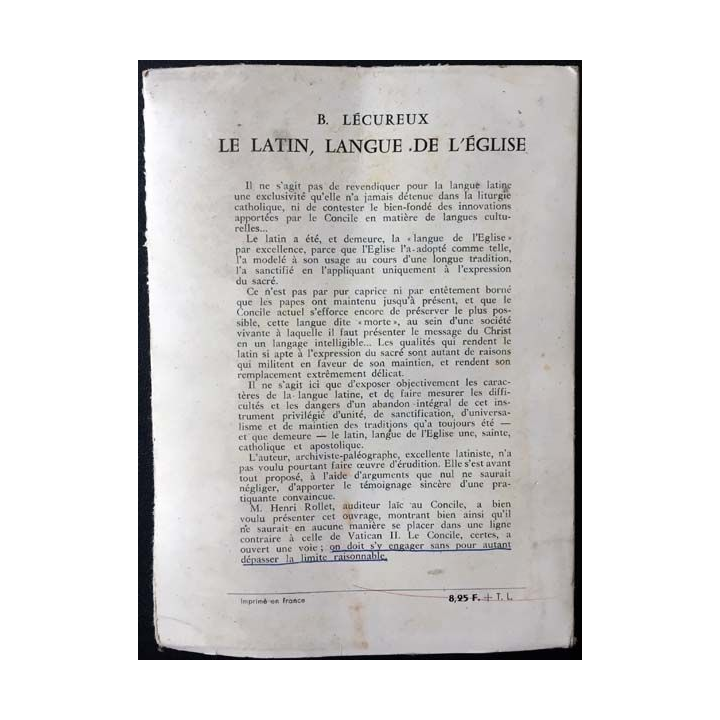 B. LÉCUREUX
LE LATIN, LANGUE DE L'ÉGLISE
Il ne s'agit pas de revendiquer pour la langue latine
une exclusivité qu'elle n'a jamais détenue dans la liturgie
catholique, ni de contester le bien-fondé des innovations
apportées par le Concile en matière de langues cultu-
relles...
Le latin a été, et demeure, la « langue de l'Eglise »
par excellence, parce que l'Eglise l'a adopté comme telle,
l'a modelé à son usage au cours d'une longue tradition,
l'a sanctifié en l'appliquant uniquement à l'expression
du sacré.
Ce n'est pas par pur caprice ni par entêtement borné
que les papes ont maintenu jusqu'à présent, et que le
Concile actuel s'efforce encore de préserver le plus pos-
sible, cette langue dite « morte », au sein d'une société
vivante à laquelle il faut présenter le message du Christ
en un langage intelligible... Les qualités qui rendent le
latin si apte à l'expression du sacré sont autant de raisons
qui militent en faveur de son maintien, et rendent son
remplacement extrêmement délicat.
Il ne s'agit ici que d'exposer objectivement les carac-
tères de la langue latine, et de faire mesurer les diffi-
cultés et les dangers d'un abandon intégral de cet ins-
trument privilégié d'unité, de sanctification, d'universa-
lisme et de maintien des traditions qu'a toujours été —
et que demeure — le latin, langue de l'Eglise une, sainte,
catholique et apostolique.
L'auteur, archiviste-paléographe, excellente latiniste, n'a
pas voulu pourtant faire œuvre d'érudition. Elle s'est avant
tout proposé, à l'aide d'arguments que nul ne saurait
négliger, d'apporter le témoignage sincère d'une pra-
tiquante convaincue.
M. Henri Rollet, auditeur laïc au Concile, a bien
voulu présenter cet ouvrage, montrant bien ainsi qu'il
ne saurait en aucune manière se placer dans une ligne
contraire à celle de Vatican II. Le Concile, certes, a
ouvert une voie ; on doit s'y engager sans pour autant
dépasser la limite raisonnable.
Imprimé en France
8,25 F. + T. L.